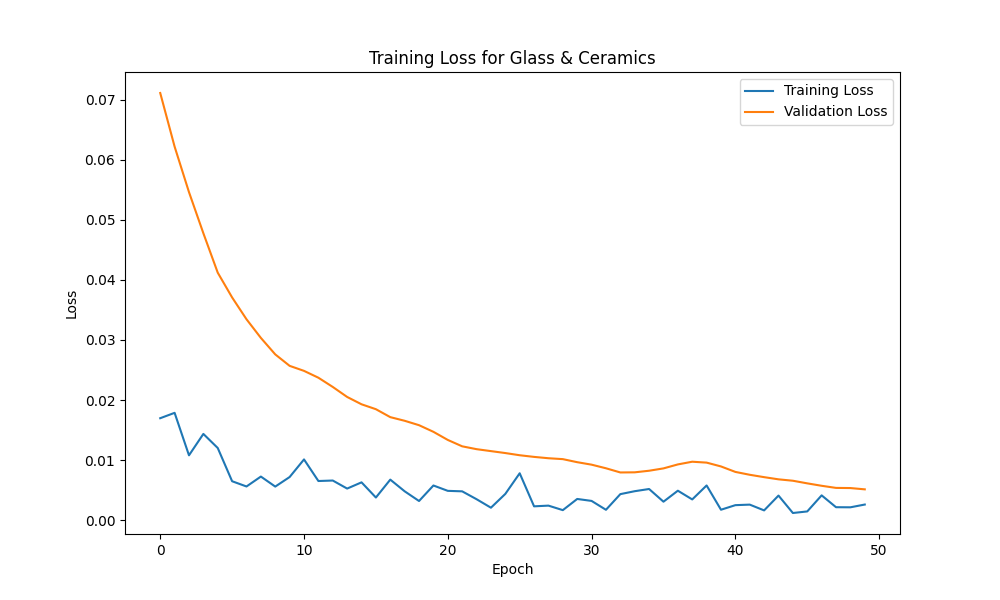 Training Loss for Glass & Ceramics
Training Loss
Validation Loss
Loss
0.07
0.06
0.05
0.04
0.03
0.02
0.01
0.00
0 10 20 30 40 50
Epoch